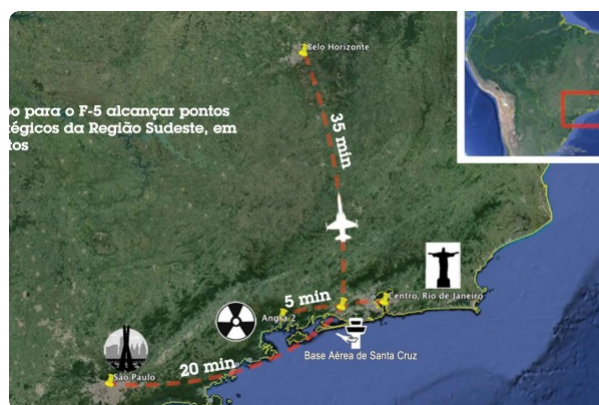 Belo Horizonte
po para o F-5 alcançar pontos
tégicos da Região Sudeste, em
tos
35 min
5 min
Centro, Rio de Janeiro
Angra 2
Base Aérea de Santa Cruz
20 min
São Paulo